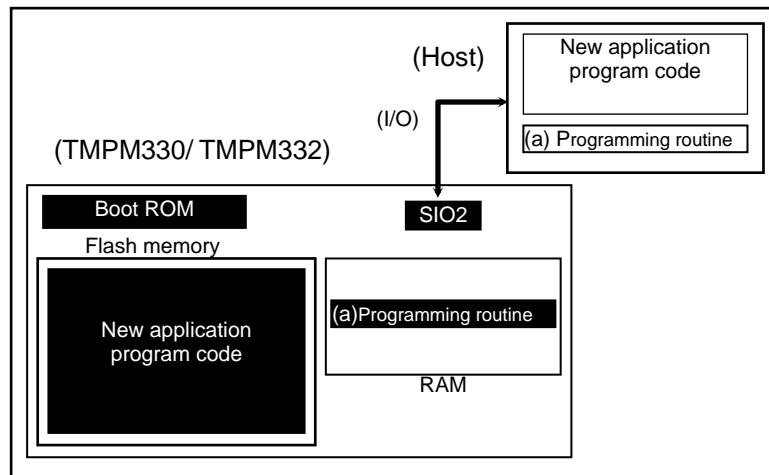 (Host)
New application
program code
(a) Programming routine
(I/O)
(TMPM330/ TMPM332)
Boot ROM
SIO2
Flash memory
New application
program code
(a)Programming routine
RAM